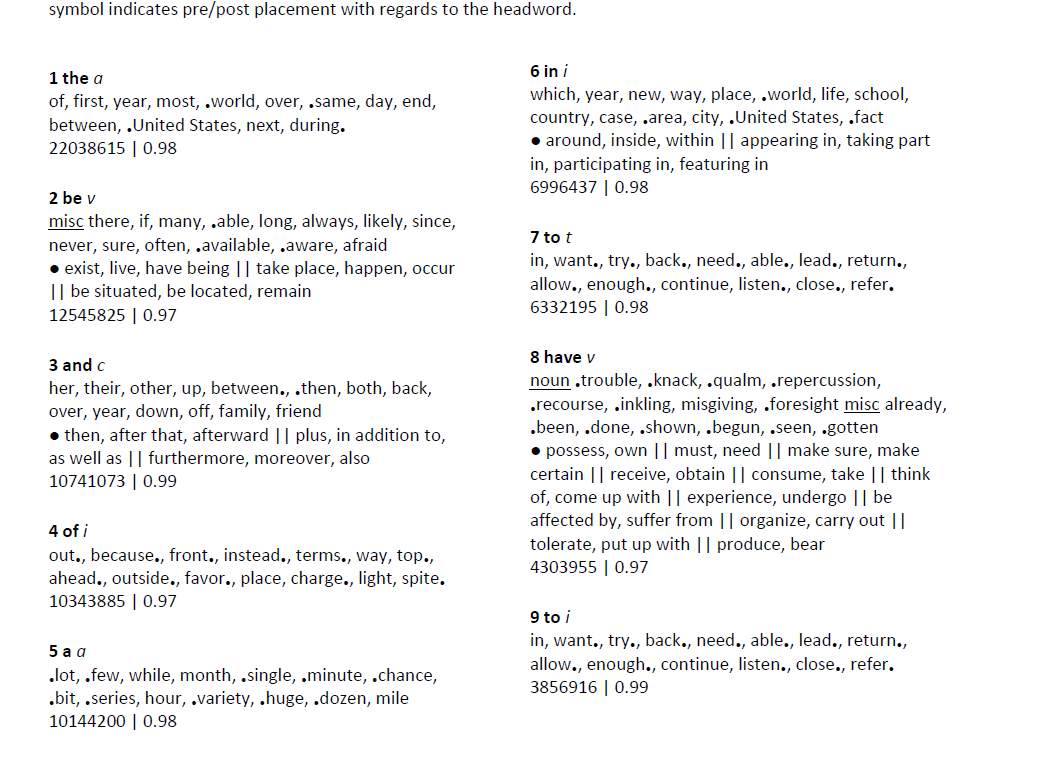 symbol indicates pre/post placement with regards to the headword.
1 the a
of, first, year, most, •world, over, •same, day, end,
between, •United States, next, during•
22038615 | 0.98
2 be v
misc there, if, many, •able, long, always, likely, since,
never, sure, often, •available, •aware, afraid
● exist, live, have being || take place, happen, occur
|| be situated, be located, remain
12545825 | 0.97
3 and c
her, their, other, up, between•, •then, both, back,
over, year, down, off, family, friend
● then, after that, afterward || plus, in addition to,
as well as || furthermore, moreover, also
10741073 | 0.99
4 of i
out•, because•, front•, instead•, terms•, way, top•,
ahead•, outside•, favor•, place, charge•, light, spite•
10343885 | 0.97
5 a a
•lot, •few, while, month, •single, •minute, •chance,
•bit, •series, hour, •variety, •huge, •dozen, mile
10144200 | 0.98
6 in i
which, year, new, way, place, •world, life, school,
country, case, •area, city, •United States, •fact
● around, inside, within || appearing in, taking part
in, participating in, featuring in
6996437 | 0.98
7 to t
in, want•, try•, back•, need•, able•, lead•, return•,
allow•, enough•, continue, listen•, close•, refer•
6332195 | 0.98
8 have v
noun •trouble, •knack, •qualm, •repercussion,
•recourse, •inkling, misgiving, •foresight misc already,
•been, •done, •shown, •begun, •seen, •gotten
● possess, own || must, need || make sure, make
certain || receive, obtain || consume, take || think
of, come up with || experience, undergo || be
affected by, suffer from || organize, carry out ||
tolerate, put up with || produce, bear
4303955 | 0.97
9 to i
in, want•, try•, back•, need•, able•, lead•, return•,
allow•, enough•, continue, listen•, close•, refer•
3856916 | 0.99